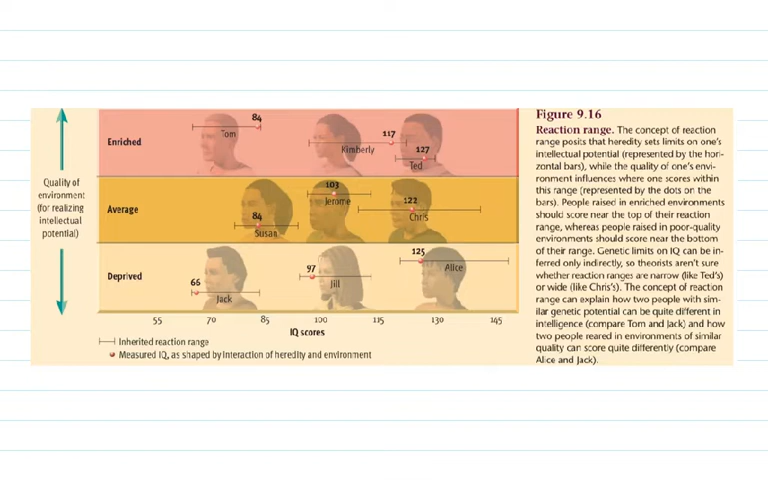 Quality of
environment
(for realizing
intellectual
potential)
Enriched
84
Tom
Kimberly
117
127
Ted
Average
84
Susan
103
Jerome
122
Chris
Deprived
66
Jack
97
Jill
125
Alice
55 70 85 100 115 130 145
IQ scores
Inherited reaction range
Measured IQ, as shaped by interaction of heredity and environment
Figure 9.16
Reaction range. The concept of reaction
range posits that heredity sets limits on one's
intellectual potential (represented by the hori-
zontal bars), while the quality of one's envi-
ronment influences where one scores within
this range (represented by the dots on the
bars). People raised in enriched environments
should score near the top of their reaction
range, whereas people raised in poor-quality
environments should score near the bottom
of their range. Genetic limits on IQ can be in-
ferred only indirectly, so theorists aren't sure
whether reaction ranges are narrow (like Ted's)
or wide (like Chris's). The concept of reaction
range can explain how two people with sim-
ilar genetic potential can be quite different in
intelligence (compare Tom and Jack) and how
two people reared in environments of similar
quality can score quite differently (compare
Alice and Jack).